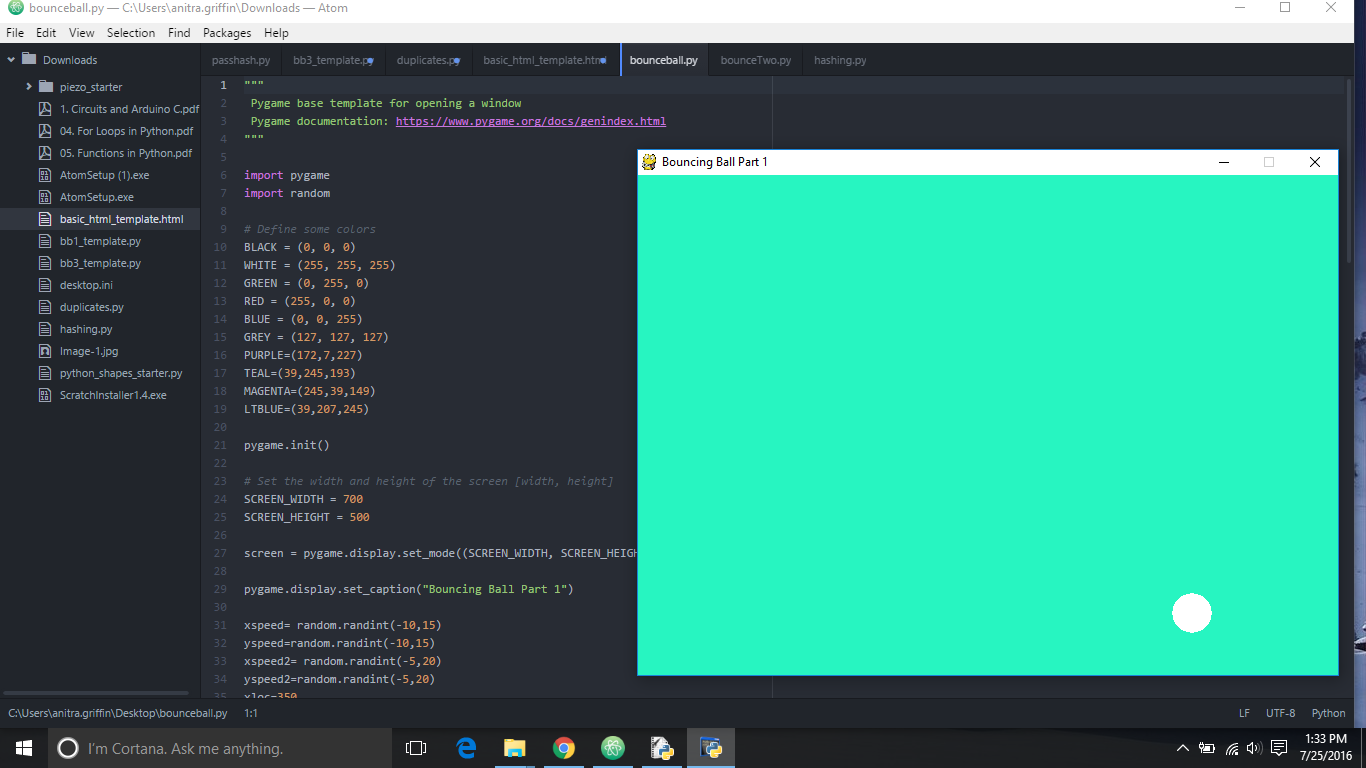 bounceball.py — C:\Users\anitra.griffin\Downloads — Atom
File Edit View Selection Find Packages Help
Downloads
piezo_starter
1. Circuits and Arduino C.pdf
04. For Loops in Python.pdf
05. Functions in Python.pdf
AtomSetup (1).exe
AtomSetup.exe
basic_html_template.html
bb1_template.py
bb3_template.py
desktop.ini
duplicates.py
hashing.py
Image-1.jpg
python_shapes_starter.py
ScratchInstaller1.4.exe
passhash.py bb3_template.py duplicates.py basic_html_template.html bounceball.py bounceTwo.py hashing.py
1 """
2 Pygame base template for opening a window
3 Pygame documentation: https://www.pygame.org/docs/genindex.html
4 """
5
6 import pygame
7 import random
8
9 # Define some colors
10 BLACK = (0, 0, 0)
11 WHITE = (255, 255, 255)
12 GREEN = (0, 255, 0)
13 RED = (255, 0, 0)
14 BLUE = (0, 0, 255)
15 GREY = (127, 127, 127)
16 PURPLE=(172,7,227)
17 TEAL=(39,245,193)
18 MAGENTA=(245,39,149)
19 LTBLUE=(39,207,245)
20
21 pygame.init()
22
23 # Set the width and height of the screen [width, height]
24 SCREEN_WIDTH = 700
25 SCREEN_HEIGHT = 500
26
27 screen = pygame.display.set_mode((SCREEN_WIDTH, SCREEN_HEIGH
28
29 pygame.display.set_caption("Bouncing Ball Part 1")
30
31 xspeed= random.randint(-10,15)
32 yspeed=random.randint(-10,15)
33 xspeed2= random.randint(-5,20)
34 yspeed2=random.randint(-5,20)
35 xloc=350
Bouncing Ball Part 1
C:\Users\anitra.griffin\Desktop\bounceball.py 1:1
LF UTF-8 Python
I'm Cortana. Ask me anything.
1:33 PM
7/25/2016